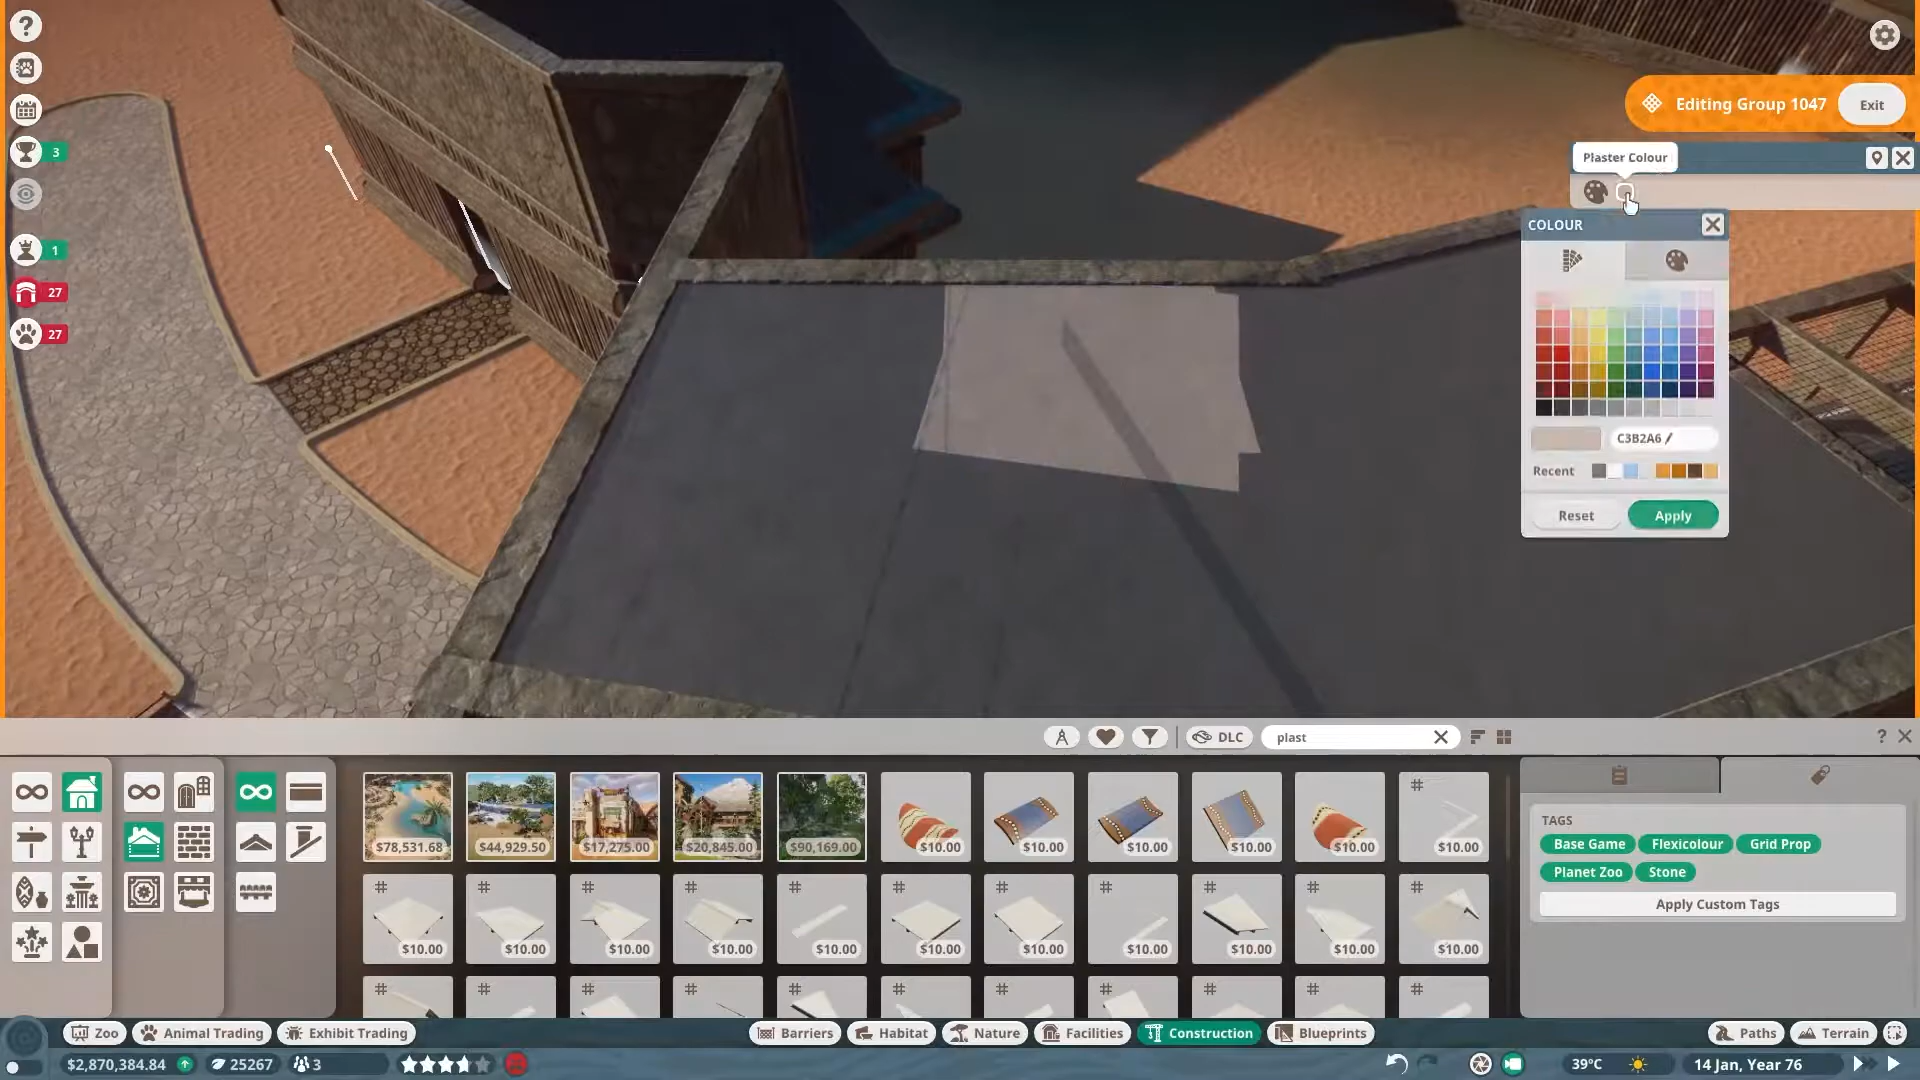 ?
Editing Group 1047
Exit
3
Plaster Colour
COLOUR
1
27
27
C3B2A6
Recent
Reset
Apply
DLC
plast
?
$78,531.68
$44,929.50
$17,275.00
$20,845.00
$90,169.00
$10.00
$10.00
$10.00
$10.00
$10.00
#
$10.00
#
$10.00
#
$10.00
#
$10.00
#
$10.00
#
$10.00
#
$10.00
#
$10.00
#
$10.00
#
$10.00
#
$10.00
#
$10.00
# # # # # # # # # # #
TAGS
Base Game
Flexicolour
Grid Prop
Planet Zoo
Stone
Apply Custom Tags
Zoo
Animal Trading
Exhibit Trading
Barriers
Habitat
Nature
Facilities
Construction
Blueprints
Paths
Terrain
$2,870,384.84
25267
3
39°C
14 Jan, Year 76